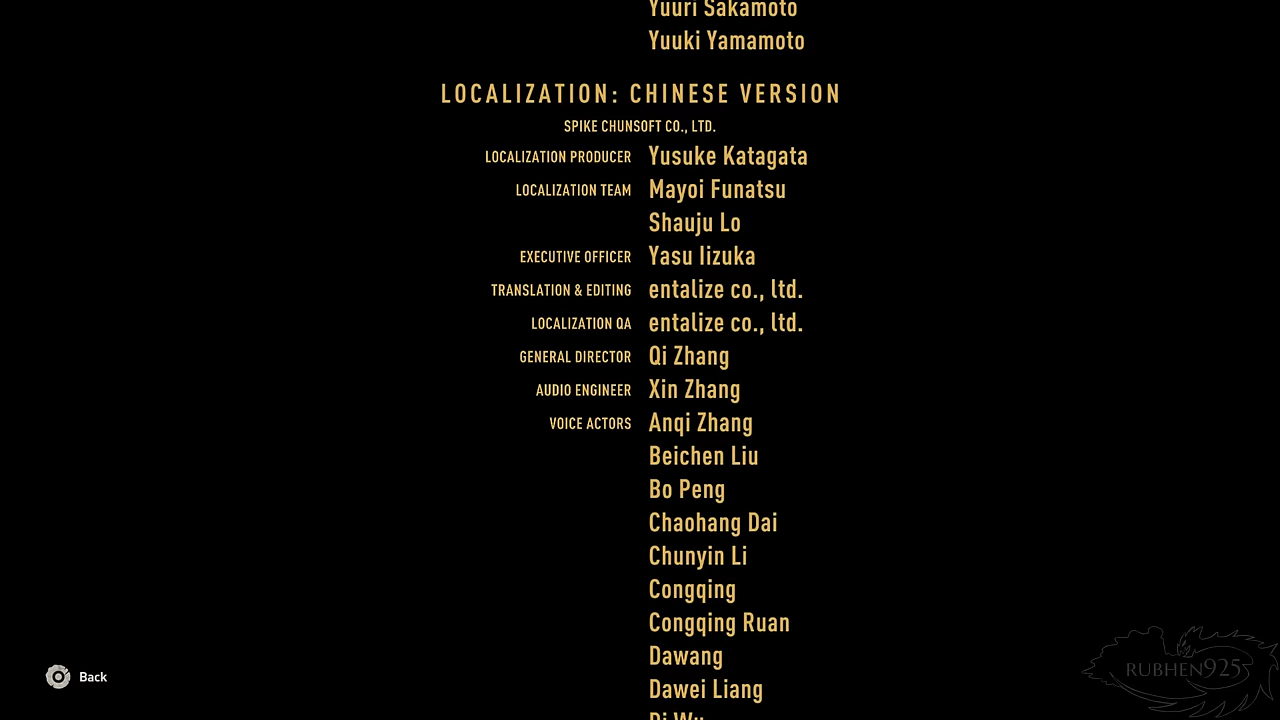 Yuuri Sakamoto
Yuuki Yamamoto
LOCALIZATION: CHINESE VERSION
SPIKE CHUNSOFT CO., LTD.
LOCALIZATION PRODUCER Yusuke Katagata
LOCALIZATION TEAM Mayoi Funatsu
Shauju Lo
EXECUTIVE OFFICER Yasu Iizuka
TRANSLATION & EDITING entalize co., ltd.
LOCALIZATION QA entalize co., ltd.
GENERAL DIRECTOR Qi Zhang
AUDIO ENGINEER Xin Zhang
VOICE ACTORS Anqi Zhang
Beichen Liu
Bo Peng
Chaohang Dai
Chunyin Li
Congqing
Congqing Ruan
Dawang
Dawei Liang
Back
RUBHEN925